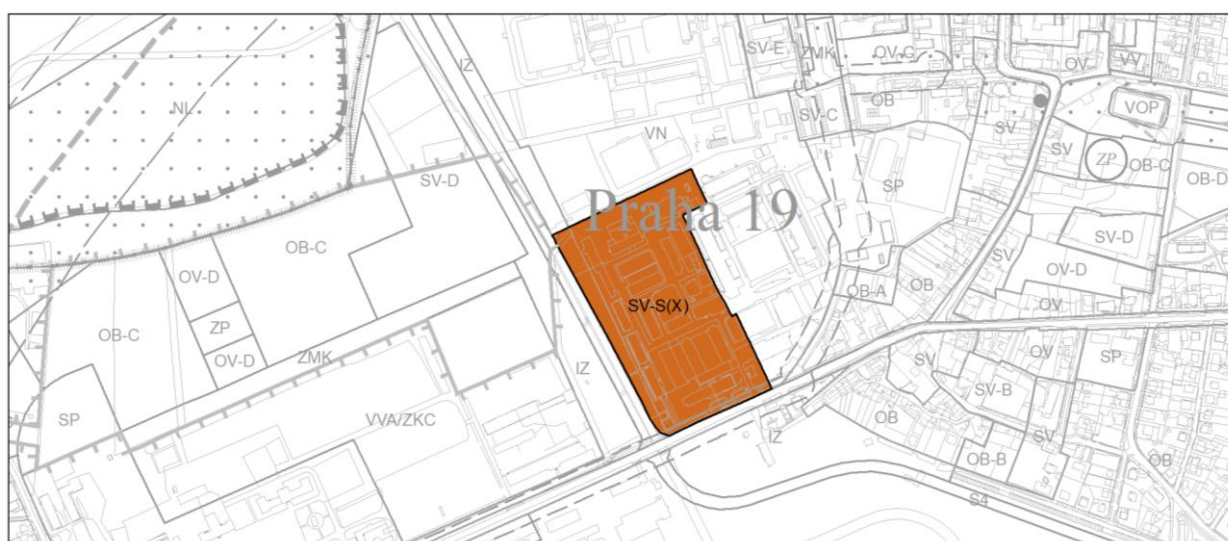 IZ
SV-E
ZMK
OV-C
OV
VV
NL
OB
VOP
SV-C
SV
VN
SV
ZP
OB-C
SV-D
SP
OB-D
Praha 19
OB-C
SV-D
OV-D
SV
OV-D
OB-A
OB
SV-S(X)
OV
OB-C
ZP
OV-D
ZMK
IZ
SV
OV
SP
SV-B
SP
VVA/ZKC
OB
IZ
SV
OB-B
OB
S4